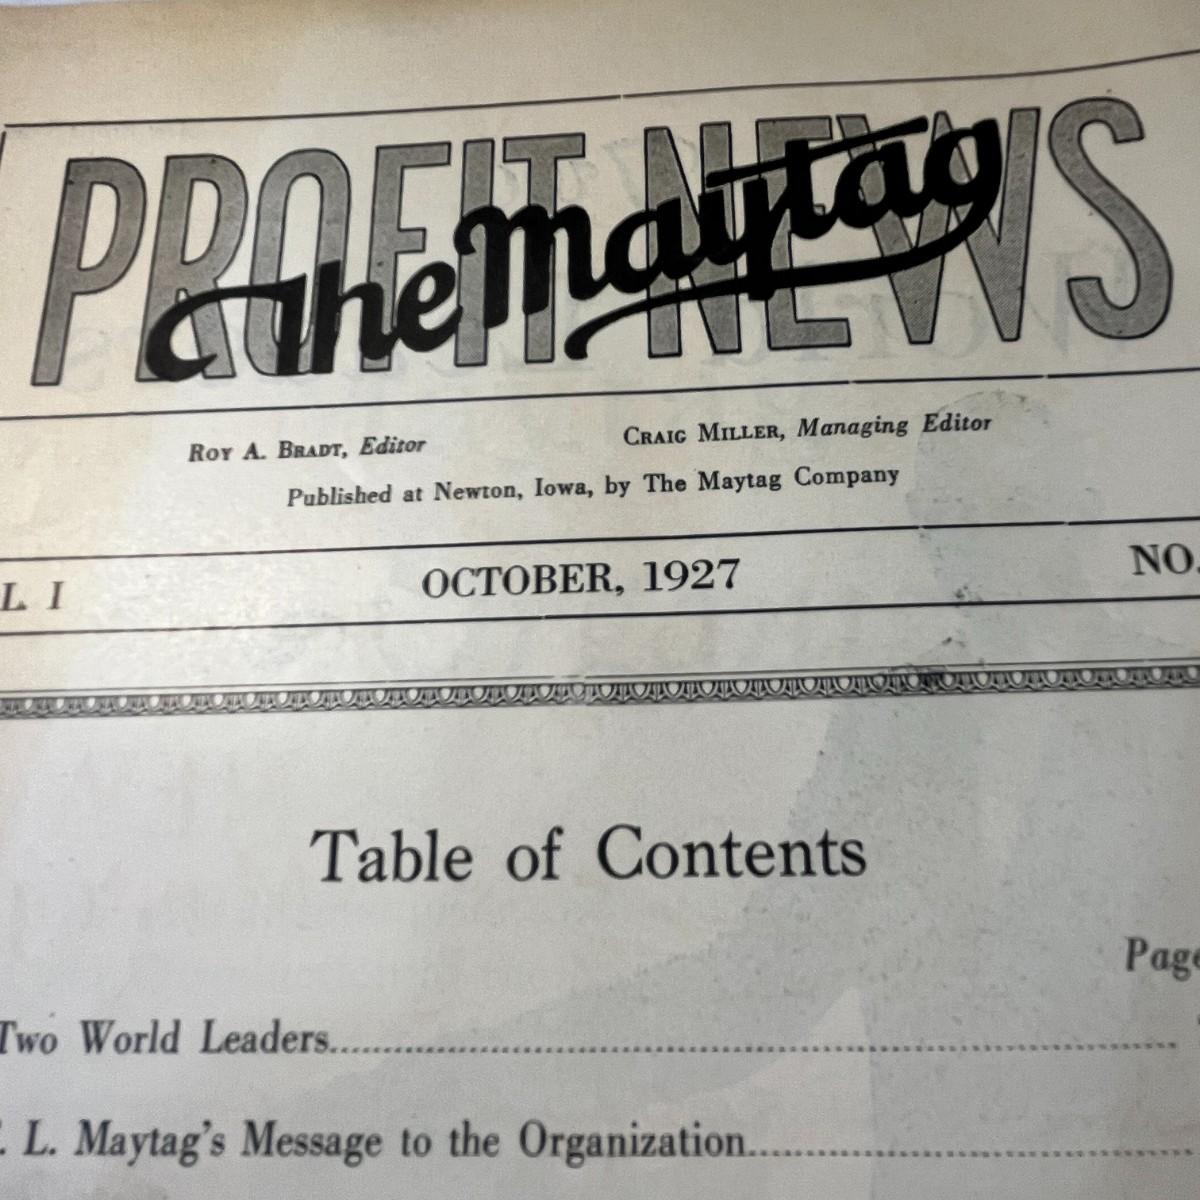 PROFIT NEWS
The Maytag
ROY A. BRADT, Editor CRAIG MILLER, Managing Editor
Published at Newton, Iowa, by The Maytag Company
L. I OCTOBER, 1927 NO.
Table of Contents
Page
Two World Leaders
. L. Maytag's Message to the Organization